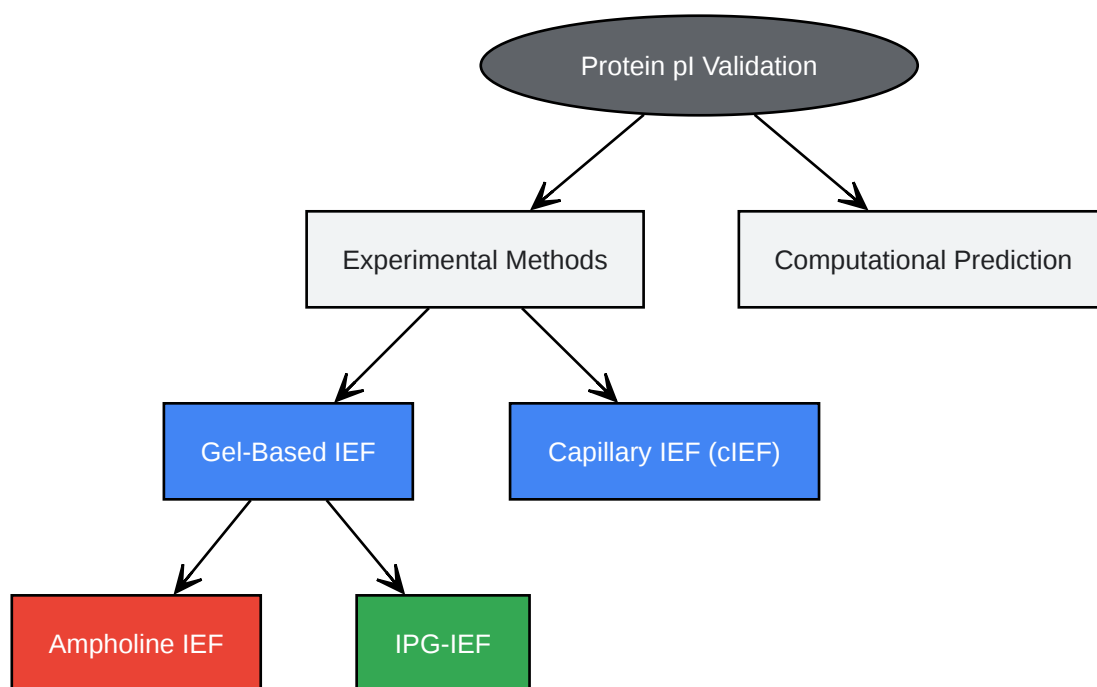 Protein pI Validation
Experimental Methods
Computational Prediction
Gel-Based IEF
Capillary IEF (cIEF)
Ampholine IEF
IPG-IEF